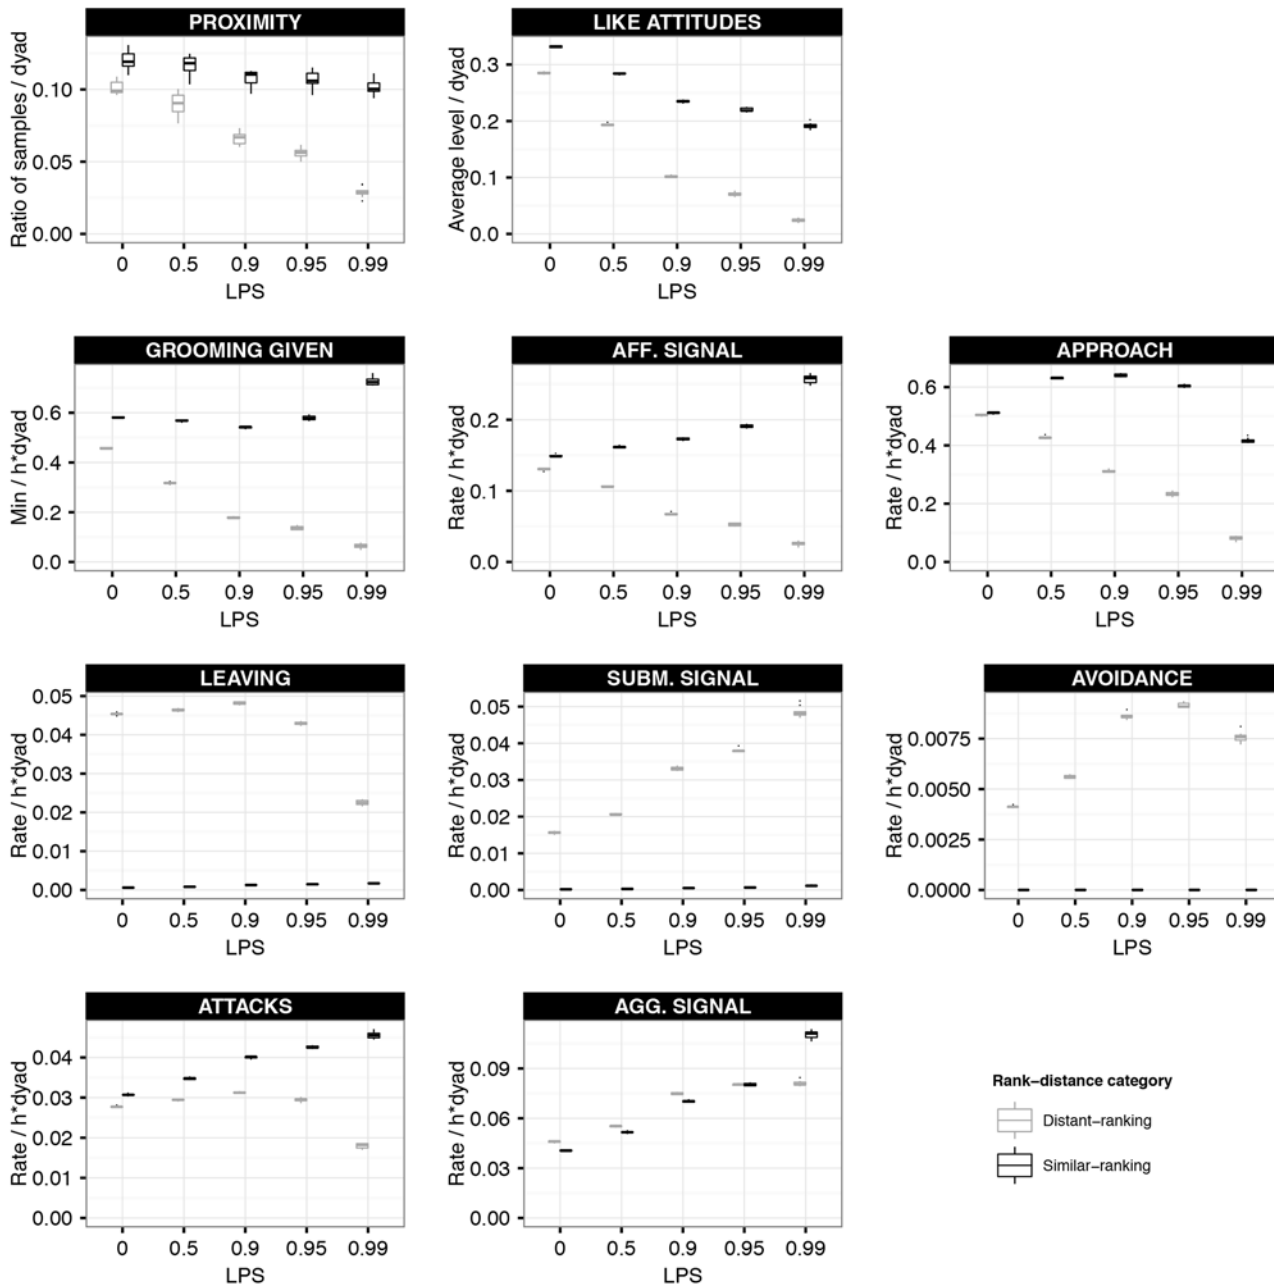 PROXIMITY
Ratio of samples / dyad
0.10
0.05
0.00
0 0.5 0.9 0.95 0.99
LPS
LIKE ATTITUDES
Average level / dyad
0.3
0.2
0.1
0.0
0 0.5 0.9 0.95 0.99
LPS
GROOMING GIVEN
Min / h*dyad
0.6
0.4
0.2
0.0
0 0.5 0.9 0.95 0.99
LPS
AFF. SIGNAL
Rate / h*dyad
0.2
0.1
0.0
0 0.5 0.9 0.95 0.99
LPS
APPROACH
Rate / h*dyad
0.6
0.4
0.2
0.0
0 0.5 0.9 0.95 0.99
LPS
LEAVING
Rate / h*dyad
0.05
0.04
0.03
0.02
0.01
0.00
0 0.5 0.9 0.95 0.99
LPS
SUBM. SIGNAL
Rate / h*dyad
0.05
0.04
0.03
0.02
0.01
0.00
0 0.5 0.9 0.95 0.99
LPS
AVOIDANCE
Rate / h*dyad
0.0075
0.0050
0.0025
0.0000
0 0.5 0.9 0.95 0.99
LPS
ATTACKS
Rate / h*dyad
0.04
0.03
0.02
0.01
0.00
0 0.5 0.9 0.95 0.99
LPS
AGG. SIGNAL
Rate / h*dyad
0.09
0.06
0.03
0.00
0 0.5 0.9 0.95 0.99
LPS
Rank−distance category
Distant−ranking
Similar−ranking